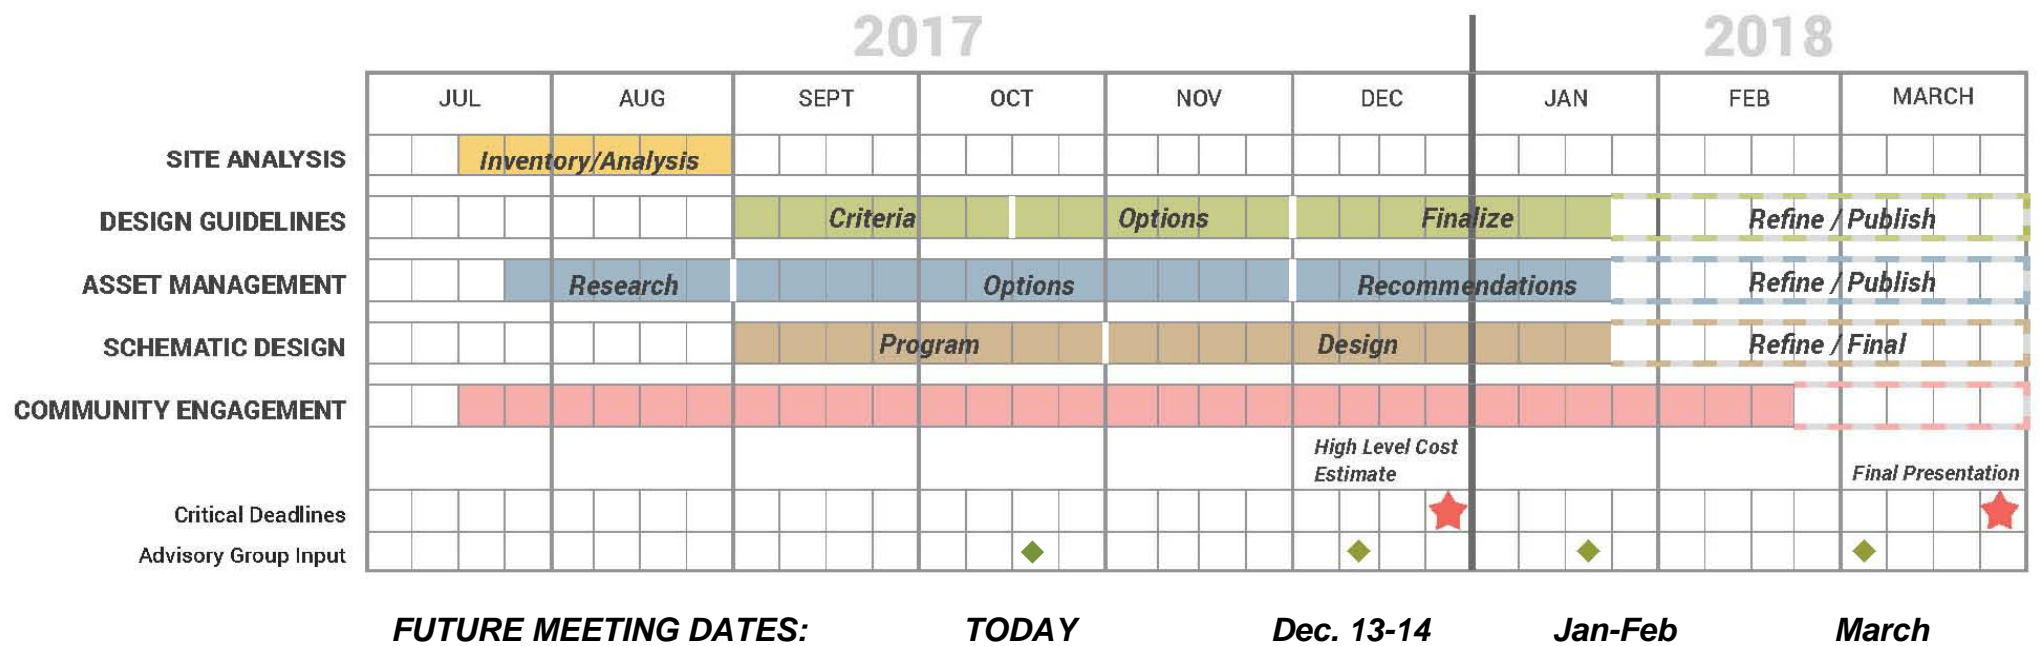 2017 2018
JUL AUG SEPT OCT NOV DEC JAN FEB MARCH
SITE ANALYSIS Inventory/Analysis
DESIGN GUIDELINES Criteria Options Finalize Refine / Publish
ASSET MANAGEMENT Research Options Recommendations Refine / Publish
SCHEMATIC DESIGN Program Design Refine / Final
COMMUNITY ENGAGEMENT
High Level Cost
Estimate Final Presentation
Critical Deadlines
Advisory Group Input
FUTURE MEETING DATES: TODAY Dec. 13-14 Jan-Feb March